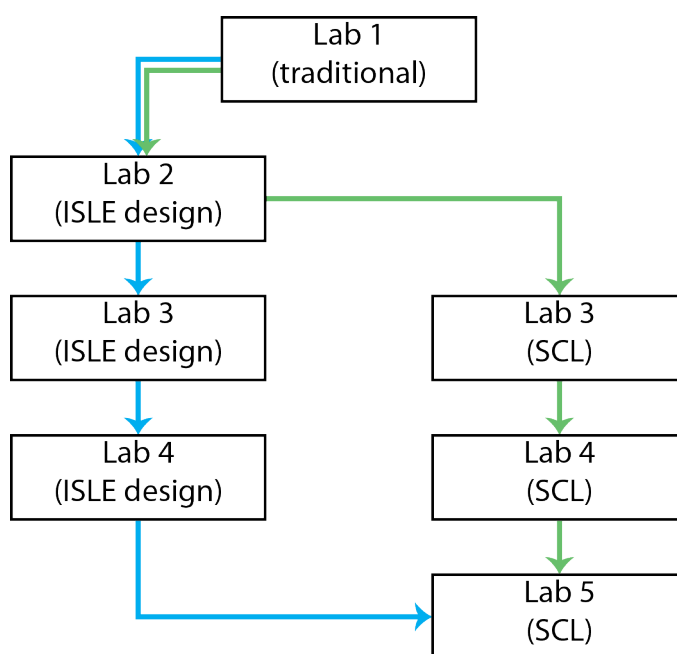 Lab 1
(traditional)
Lab 2
(ISLE design)
Lab 3
(ISLE design)
Lab 3
(SCL)
Lab 4
(ISLE design)
Lab 4
(SCL)
Lab 5
(SCL)